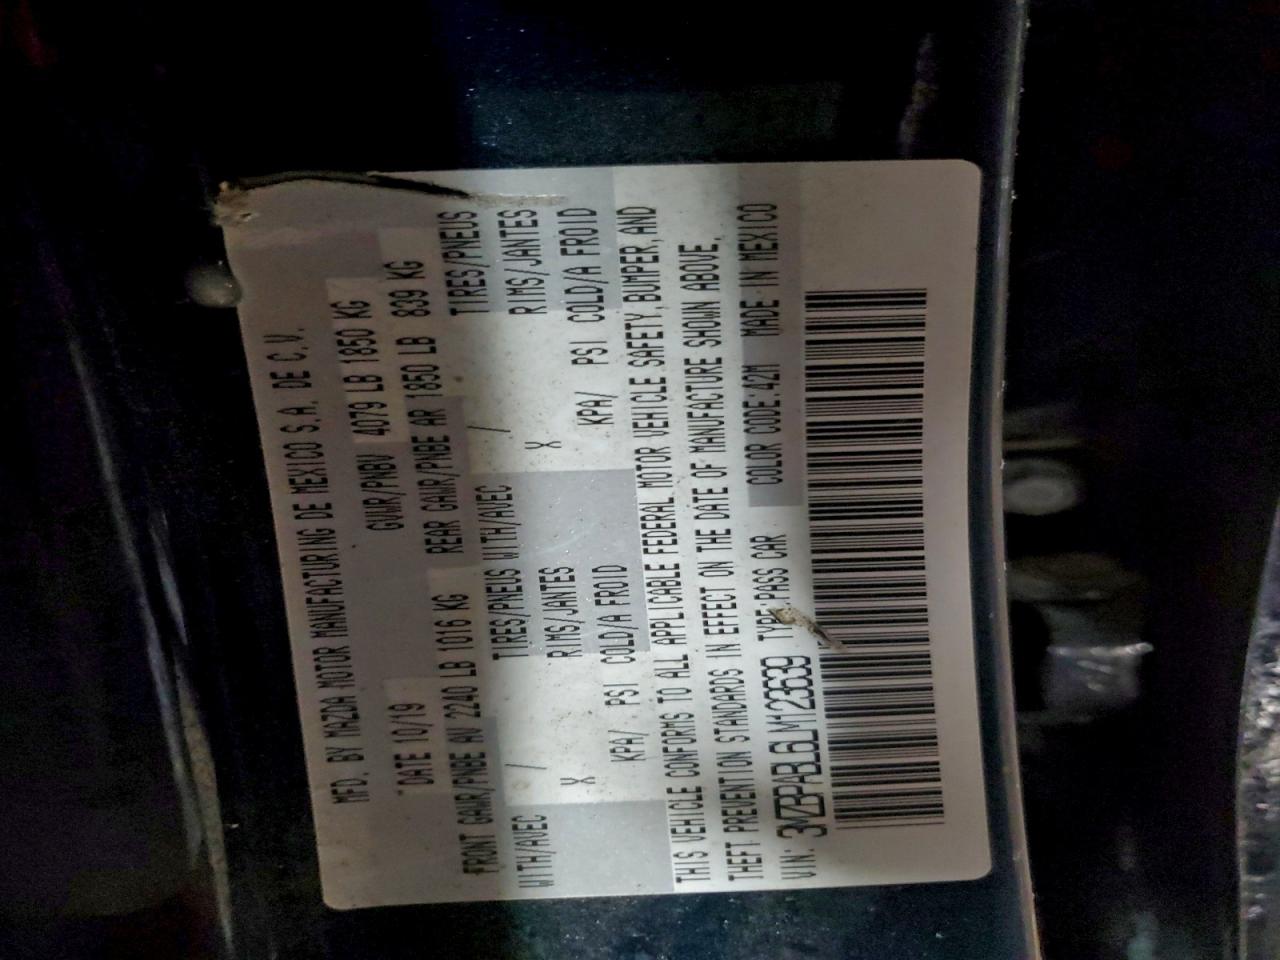 MFD. BY MAZDA MOTOR MANUFACTURING DE MEXICO S.A. DE C.V.
DATE 10/19 GVWR/PNBV 4079 LB 1850 KG
FRONT GAWR/PNBE AV 2240 LB 1016 KG REAR GAWR/PNBE AR 1850 LB 839 KG
WITH/AVEC / TIRES/PNEUS WITH/AVEC / TIRES/PNEUS
X RIMS/JANTES X RIMS/JANTES
KPA/ PSI COLD/A FROID KPA/ PSI COLD/A FROID
THIS VEHICLE CONFORMS TO ALL APPLICABLE FEDERAL MOTOR VEHICLE SAFETY, BUMPER, AND
THEFT PREVENTION STANDARDS IN EFFECT ON THE DATE OF MANUFACTURE SHOWN ABOVE.
VIN: 3MZBPABL6LM123539 TYPE: PASS CAR COLOR CODE:42M MADE IN MEXICO